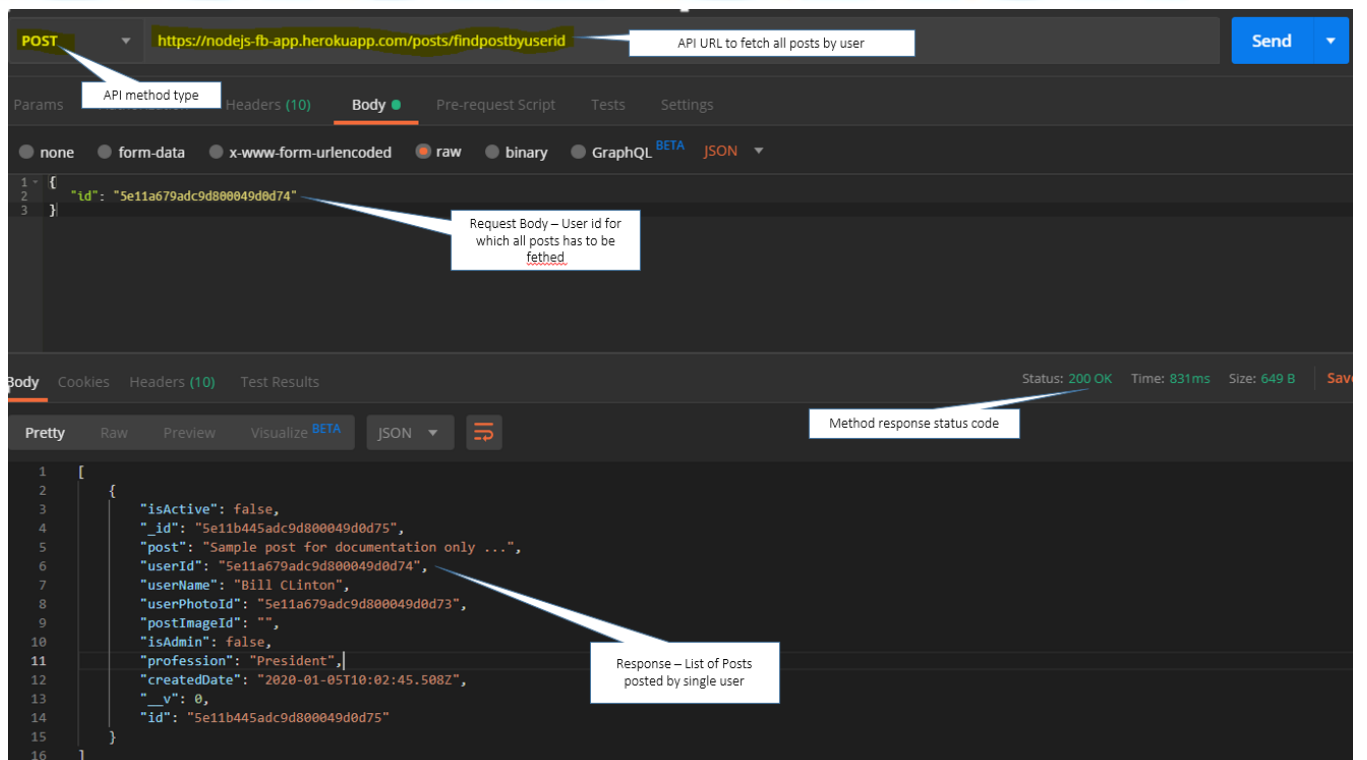 POST
https://nodejs-fb-app.herokuapp.com/posts/findpostbyuserid
API URL to fetch all posts by user
Send
API method type
Params
Headers (10)
Body
Pre-request Script
Tests
Settings
none
form-data
x-www-form-urlencoded
raw
binary
GraphQL BETA
JSON
1 {
2 "id": "5e11a679adc9d800049d0d74"
3 }
Request Body – User id for
which all posts has to be
fethed
Body
Cookies
Headers (10)
Test Results
Status: 200 OK
Time: 831ms
Size: 649 B
Save
Method response status code
Pretty
Raw
Preview
Visualize BETA
JSON
1 [
2 {
3 "isActive": false,
4 "_id": "5e11b445adc9d800049d0d75",
5 "post": "Sample post for documentation only ...",
6 "userId": "5e11a679adc9d800049d0d74",
7 "userName": "Bill CLinton",
8 "userPhotoId": "5e11a679adc9d800049d0d73",
9 "postImageId": "",
10 "isAdmin": false,
11 "profession": "President",
12 "createdDate": "2020-01-05T10:02:45.508Z",
13 "__v": 0,
14 "id": "5e11b445adc9d800049d0d75"
15 }
16 ]
Response – List of Posts
posted by single user